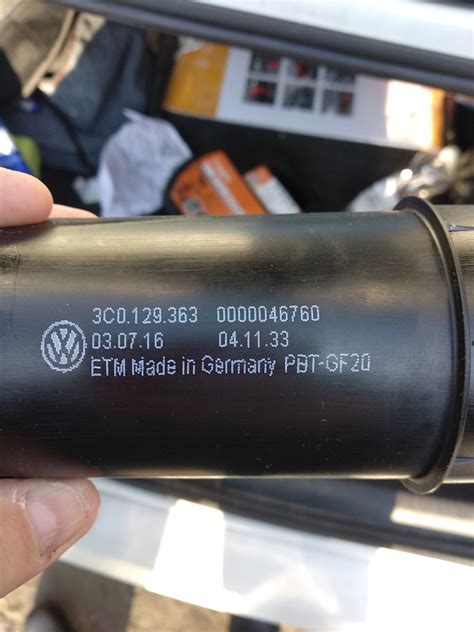 3C0.129.363 0000046760
03.07.16 04.11.33
ETM Made in Germany PBT-GF20